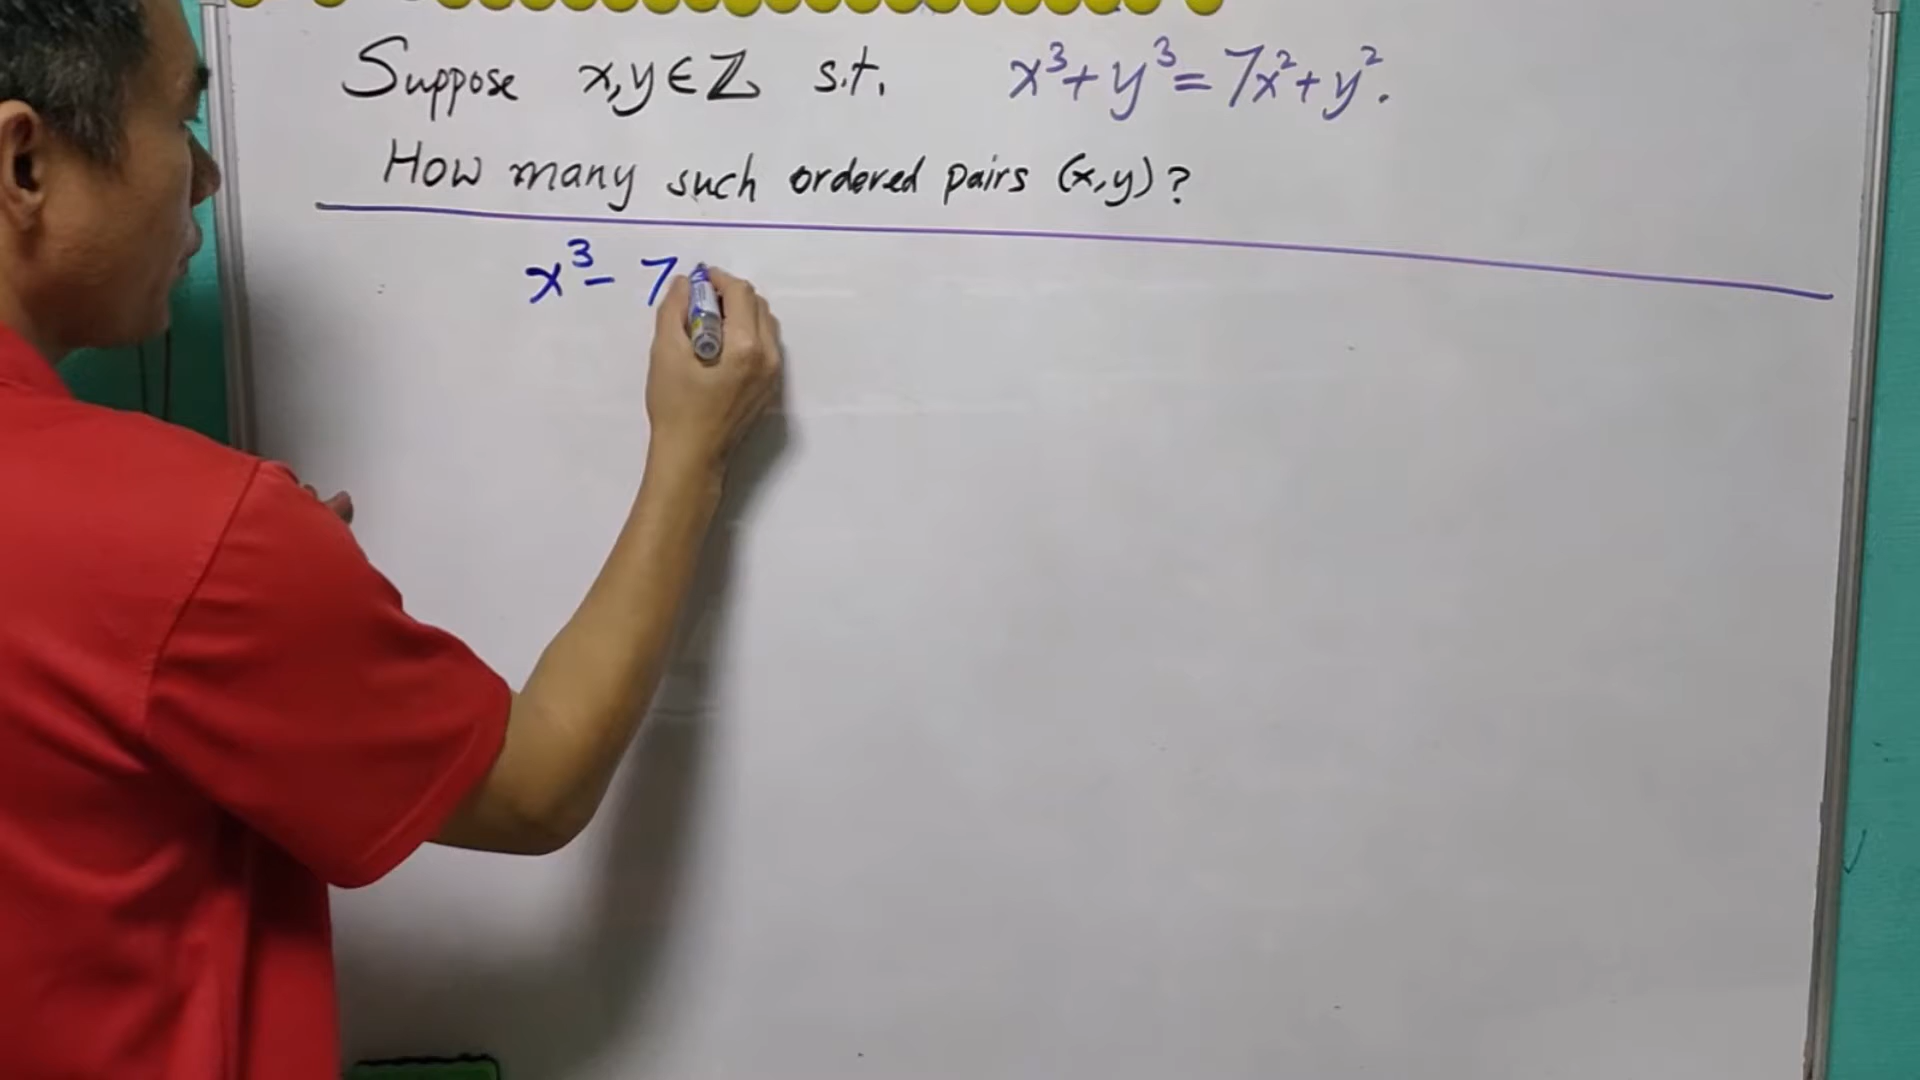 Suppose x,y∈ℤ s.t. x³+y³=7x²+y².
How many such ordered pairs (x,y)?
x³-7